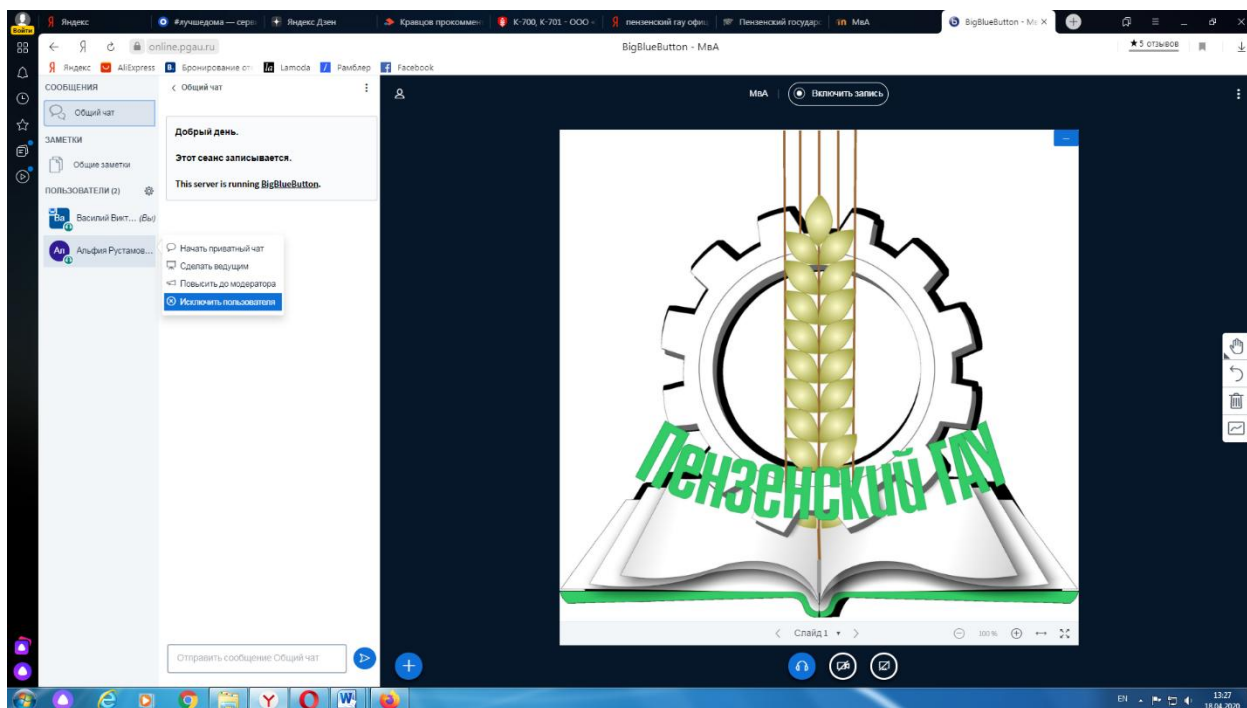 Войти
Яндекс
#лучшедома — серв
Яндекс.Дзен
Кравцов прокоммен
К-700, К-701 - ООО «
пензенский гау офиц
Пензенский государс
МвА
BigBlueButton - Мв
online.pgau.ru
BigBlueButton - МвА
★5 отзывов
Яндекс
AliExpress
Бронирование от
Lamoda
Рамблер
Facebook
СООБЩЕНИЯ
Общий чат
ЗАМЕТКИ
Общие заметки
ПОЛЬЗОВАТЕЛИ (2)
Ва
Василий Викт... (Вы)
Ал
Альфия Рустамов...
Общий чат
Добрый день.
Этот сеанс записывается.
This server is running BigBlueButton.
Начать приватный чат
Сделать ведущим
Повысить до модератора
Исключить пользователя
Отправить сообщение Общий чат
МвА
Включить запись
Пензенский ГАУ
Слайд 1
100 %
EN
13:27
18.04.2020